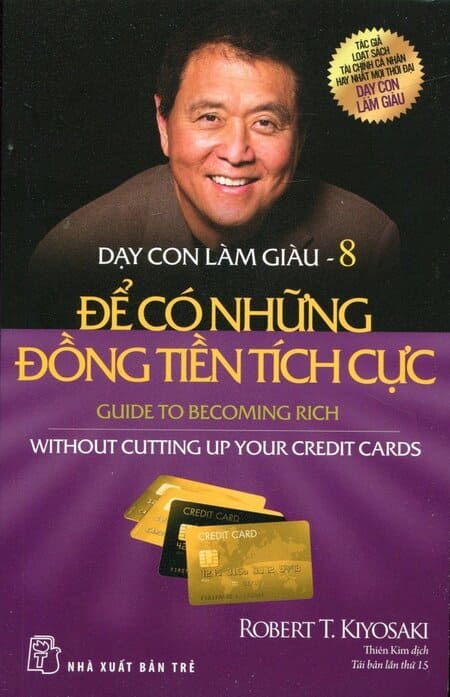 TÁC GIẢ
LOẠT SÁCH
TÀI CHÍNH CÁ NHÂN
HAY NHẤT MỌI THỜI ĐẠI
DẠY CON
LÀM GIÀU
DẠY CON LÀM GIÀU - 8
ĐỂ CÓ NHỮNG
ĐỒNG TIỀN TÍCH CỰC
GUIDE TO BECOMING RICH
WITHOUT CUTTING UP YOUR CREDIT CARDS
CREDIT CARD
CREDIT CARD
CREDIT CARD
ROBERT T. KIYOSAKI
Thiên Kim dịch
Tái bản lần thứ 15
NHÀ XUẤT BẢN TRẺ